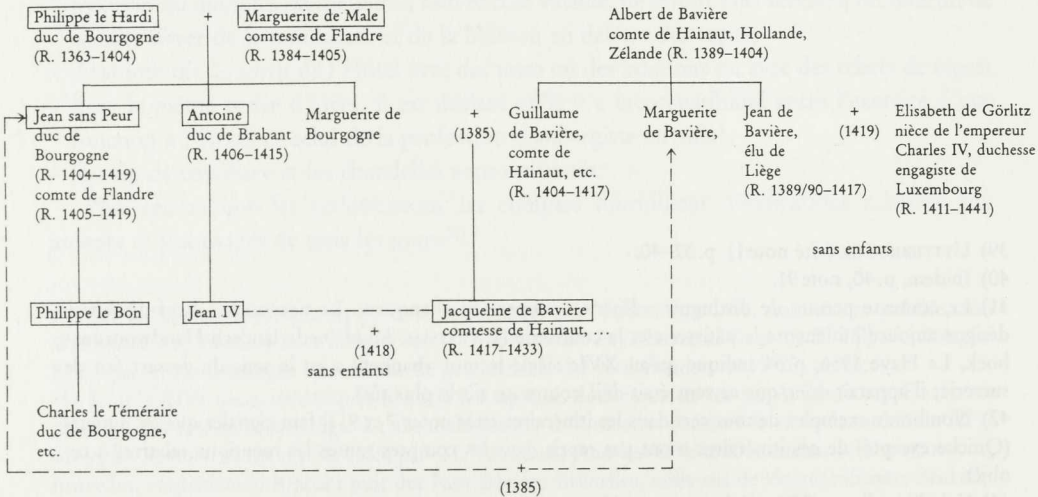 Philippe le Hardi
duc de Bourgogne
(R. 1363–1404)
+
Marguerite de Male
comtesse de Flandre
(R. 1384–1405)
Albert de Bavière
comte de Hainaut, Hollande,
Zélande (R. 1389–1404)
Jean sans Peur
duc de
Bourgogne
(R. 1404–1419)
comte de Flandre
(R. 1405–1419)
Antoine
duc de Brabant
(R. 1406–1415)
Marguerite de
Bourgogne
+
(1385)
Guillaume
de Bavière,
comte de
Hainaut, etc.
(R. 1404–1417)
Marguerite
de Bavière,
Jean de
Bavière,
élu de
Liège
(R. 1389/90–1417)
+
(1419)
Elisabeth de Görlitz
nièce de l'empereur
Charles IV, duchesse
engagiste de
Luxembourg
(R. 1411–1441)
sans enfants
Philippe le Bon
Jean IV
+
(1418)
sans enfants
Jacqueline de Bavière
comtesse de Hainaut, …
(R. 1417–1433)
Charles le Téméraire
duc de Bourgogne,
etc.
+
(1385)